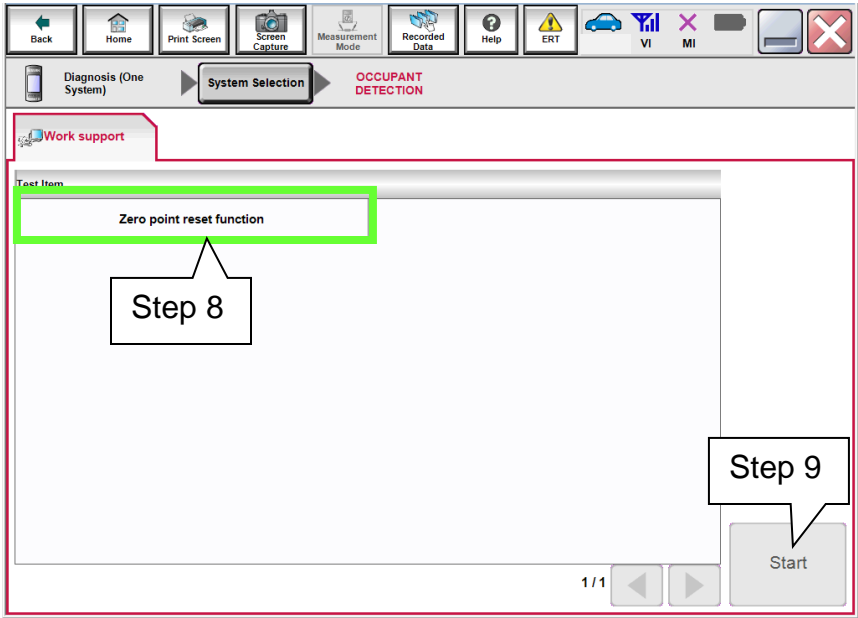 Back
Home
Print Screen
Screen
Capture
Measurement
Mode
Recorded
Data
Help
ERT
VI
MI
Diagnosis (One
System)
System Selection
OCCUPANT
DETECTION
Work support
Test Item
Zero point reset function
Step 8
Step 9
Start
1/1